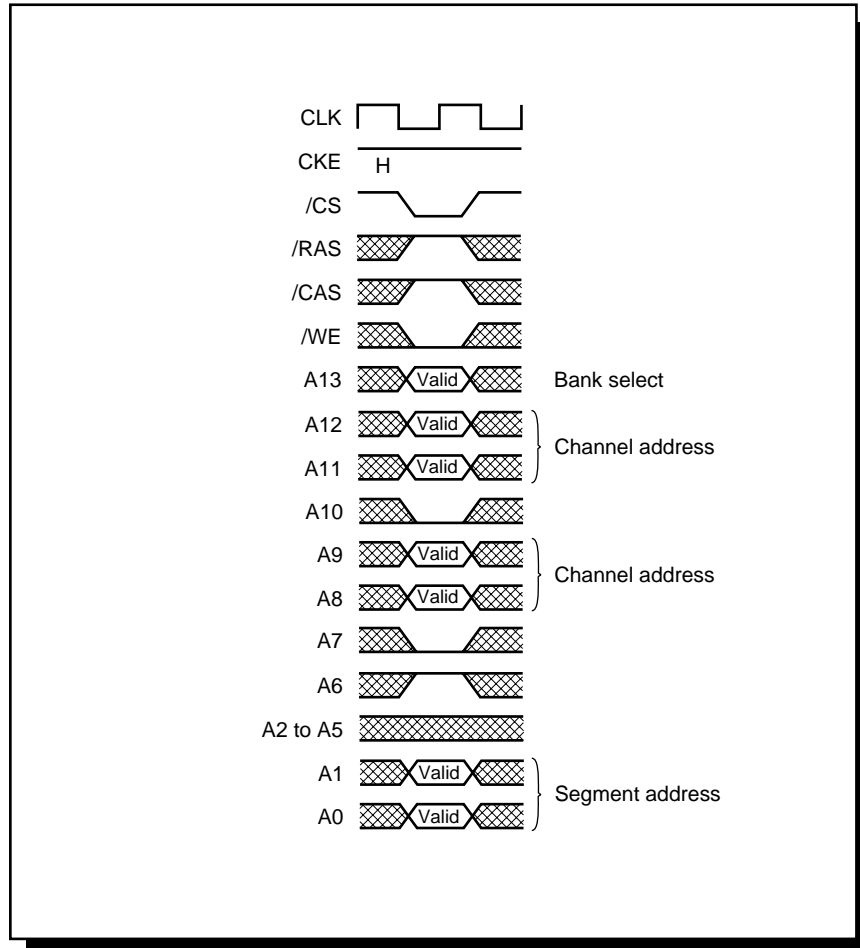 CLK
CKE H
/CS
/RAS
/CAS
/WE
A13 Valid Bank select
A12 Valid
Channel address
A11 Valid
A10
A9 Valid
Channel address
A8 Valid
A7
A6
A2 to A5
A1 Valid
Segment address
A0 Valid